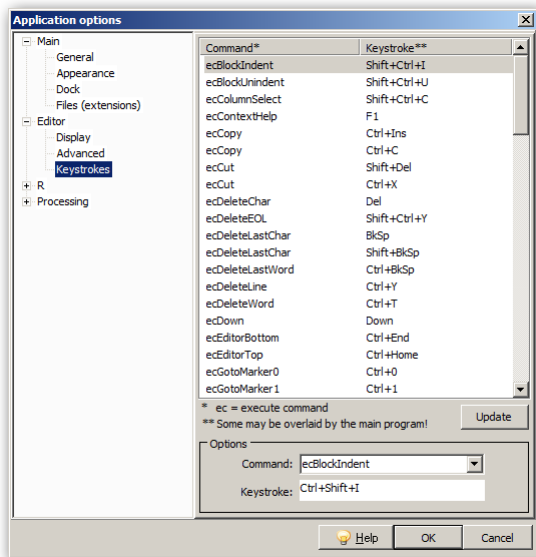 Application options
Main
General
Appearance
Dock
Files (extensions)
Editor
Display
Advanced
Keystrokes
R
Processing
Command* Keystroke**
ecBlockIndent Shift+Ctrl+I
ecBlockUnindent Shift+Ctrl+U
ecColumnSelect Shift+Ctrl+C
ecContextHelp F1
ecCopy Ctrl+Ins
ecCopy Ctrl+C
ecCut Shift+Del
ecCut Ctrl+X
ecDeleteChar Del
ecDeleteEOL Shift+Ctrl+Y
ecDeleteLastChar BkSp
ecDeleteLastChar Shift+BkSp
ecDeleteLastWord Ctrl+BkSp
ecDeleteLine Ctrl+Y
ecDeleteWord Ctrl+T
ecDown Down
ecEditorBottom Ctrl+End
ecEditorTop Ctrl+Home
ecGotoMarker0 Ctrl+0
ecGotoMarker1 Ctrl+1
* ec = execute command
** Some may be overlaid by the main program!
Update
Options
Command: ecBlockIndent
Keystroke: Ctrl+Shift+I
Help OK Cancel